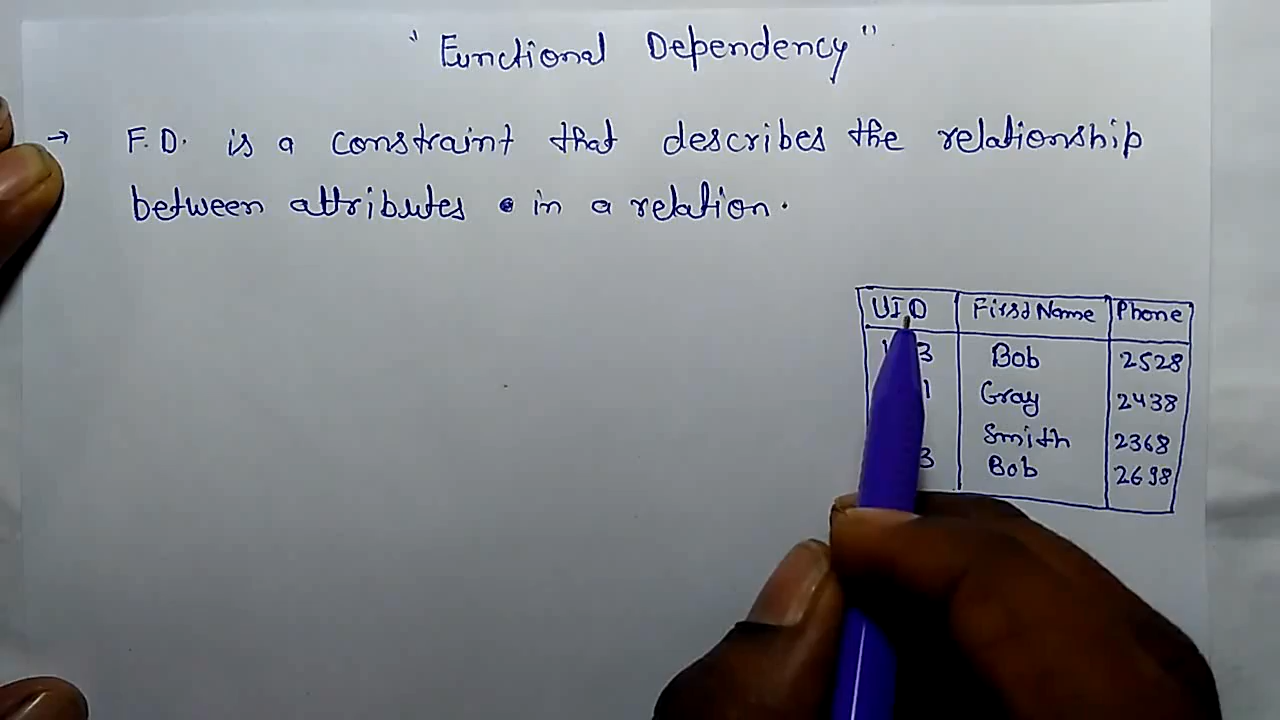 " Functional Dependency"
→ F.D. is a constraint that describes the relationship
between attributes in a relation.
UID First Name Phone
Bob 2528
Gray 2438
Smith 2368
Bob 2698